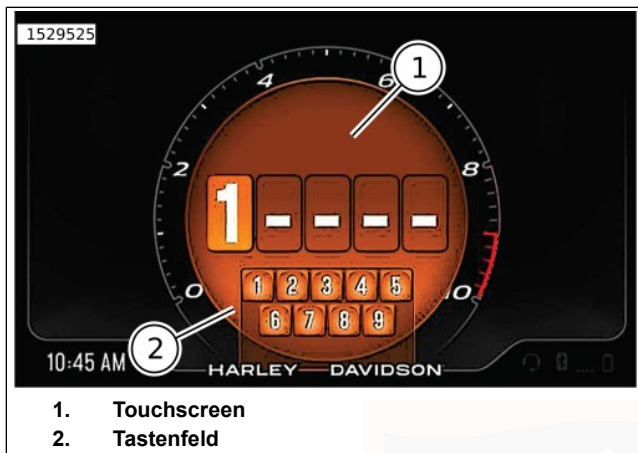 1529525
1
4
6
2
8
1 - - - -
1 2 3 4 5
0
10
6 7 8 9
2
10:45 AM
HARLEY DAVIDSON
1. Touchscreen
2. Tastenfeld